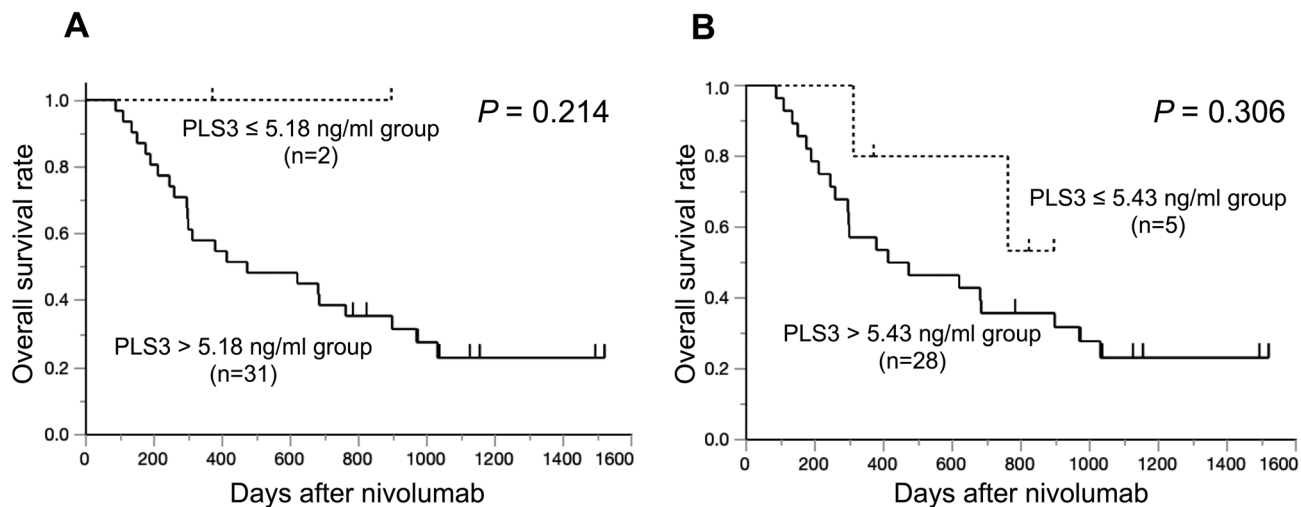 A
P = 0.214
PLS3 ≤ 5.18 ng/ml group
(n=2)
PLS3 > 5.18 ng/ml group
(n=31)
Overall survival rate
1.0
0.8
0.6
0.4
0.2
0.0
0 200 400 600 800 1000 1200 1400 1600
Days after nivolumab
B
P = 0.306
PLS3 ≤ 5.43 ng/ml group
(n=5)
PLS3 > 5.43 ng/ml group
(n=28)
Overall survival rate
1.0
0.8
0.6
0.4
0.2
0.0
0 200 400 600 800 1000 1200 1400 1600
Days after nivolumab